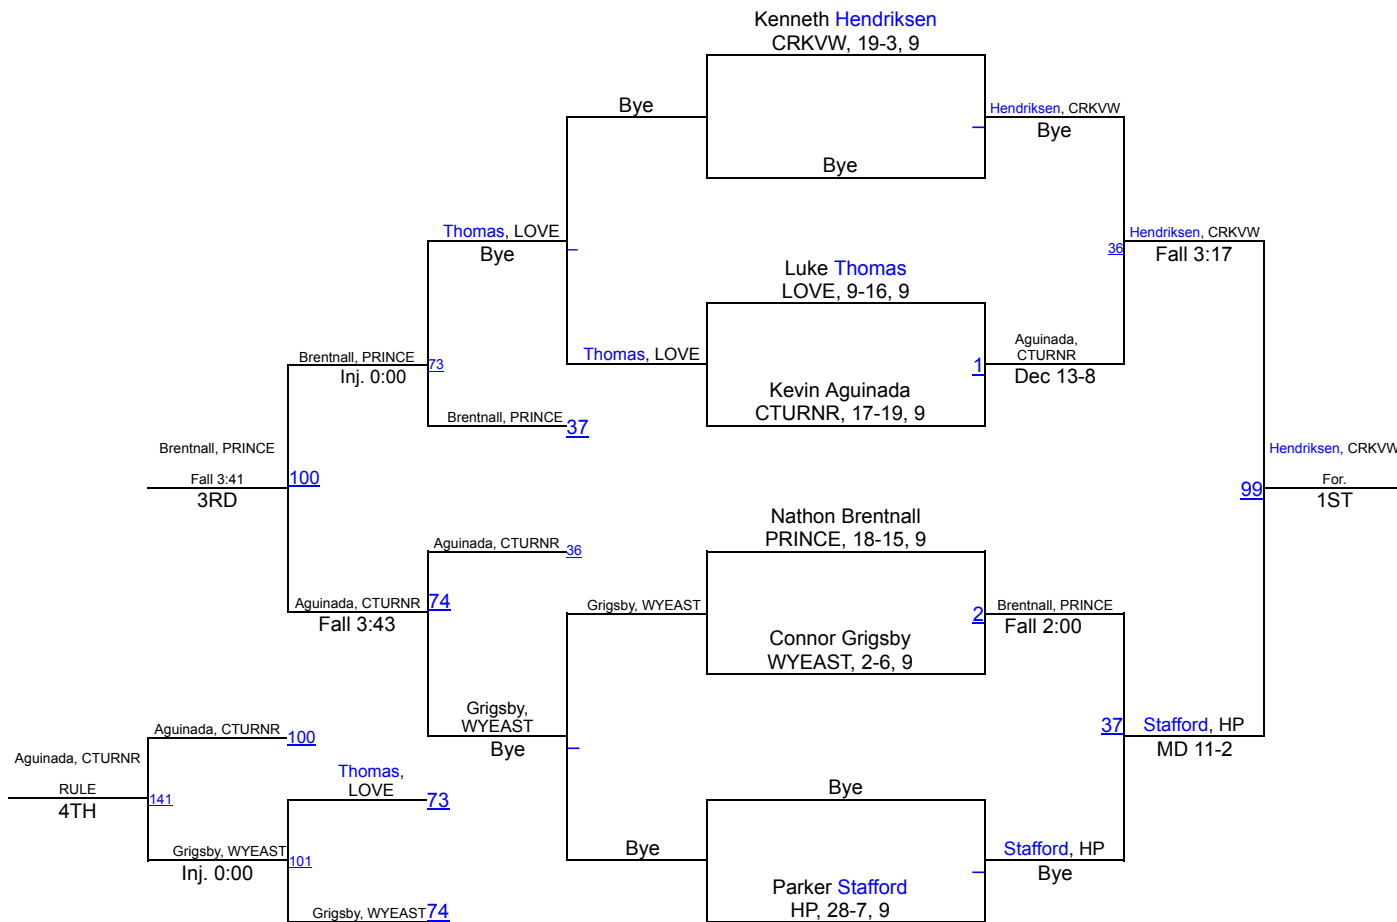 Kenneth Hendriksen
CRKVW, 19-3, 9
Bye
Hendriksen, CRKVW
Bye
Bye
Thomas, LOVE
Bye
Hendriksen, CRKVW
36
Fall 3:17
Luke Thomas
LOVE, 9-16, 9
Thomas, LOVE
Aguinada,
CTURNR
1
Dec 13-8
Brentnall, PRINCE
73
Inj. 0:00
Kevin Aguinada
CTURNR, 17-19, 9
Brentnall, PRINCE
37
Brentnall, PRINCE
Hendriksen, CRKVW
Fall 3:41
100
3RD
For.
99
1ST
Nathon Brentnall
PRINCE, 18-15, 9
Aguinada, CTURNR
36
Aguinada, CTURNR
74
Fall 3:43
Grigsby, WYEAST
Brentnall, PRINCE
2
Fall 2:00
Connor Grigsby
WYEAST, 2-6, 9
Grigsby,
WYEAST
Bye
Stafford, HP
37
MD 11-2
Aguinada, CTURNR
100
Aguinada, CTURNR
RULE
141
4TH
Thomas,
LOVE
73
Bye
Grigsby, WYEAST
101
Inj. 0:00
Bye
Stafford, HP
Bye
Parker Stafford
HP, 28-7, 9
Grigsby, WYEAST
74